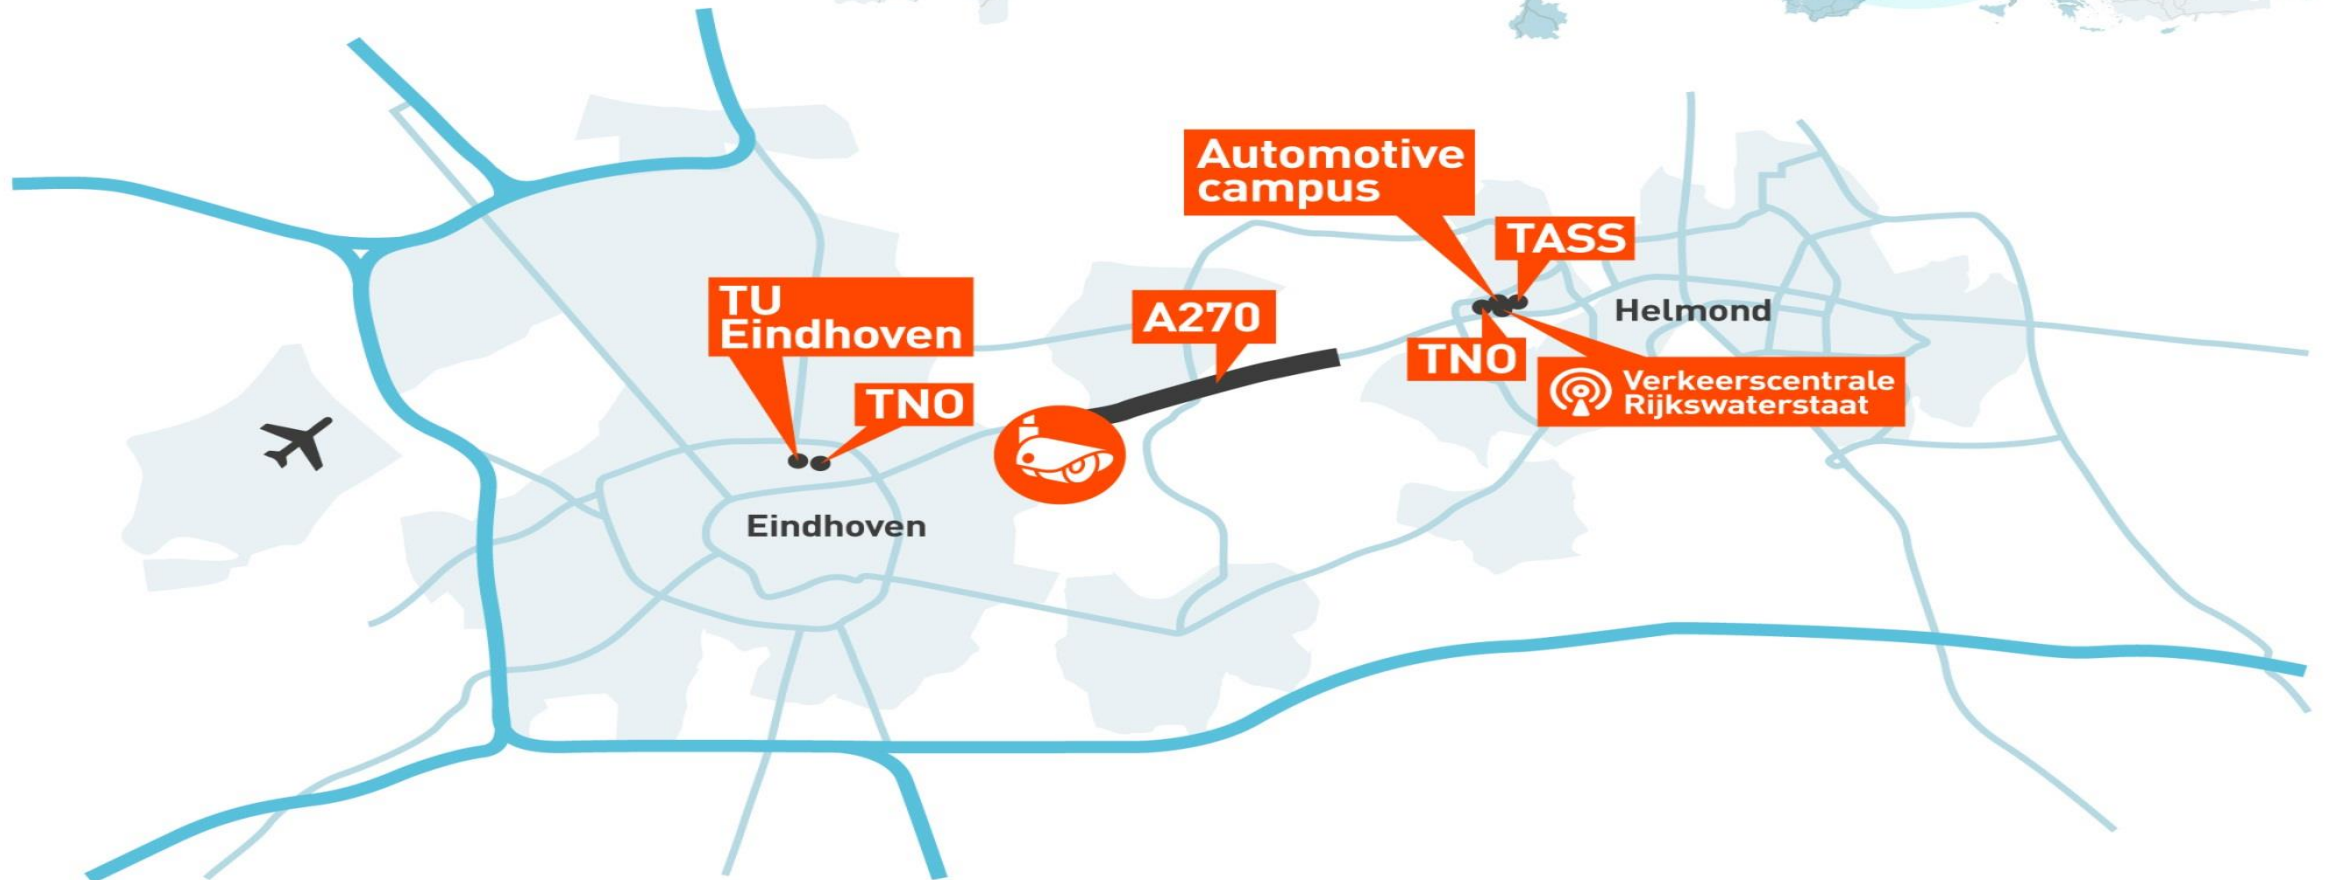 Automotive
campus
TASS
TU
Eindhoven
A270
Helmond
TNO
Verkeerscentrale
Rijkswaterstaat
TNO
Eindhoven